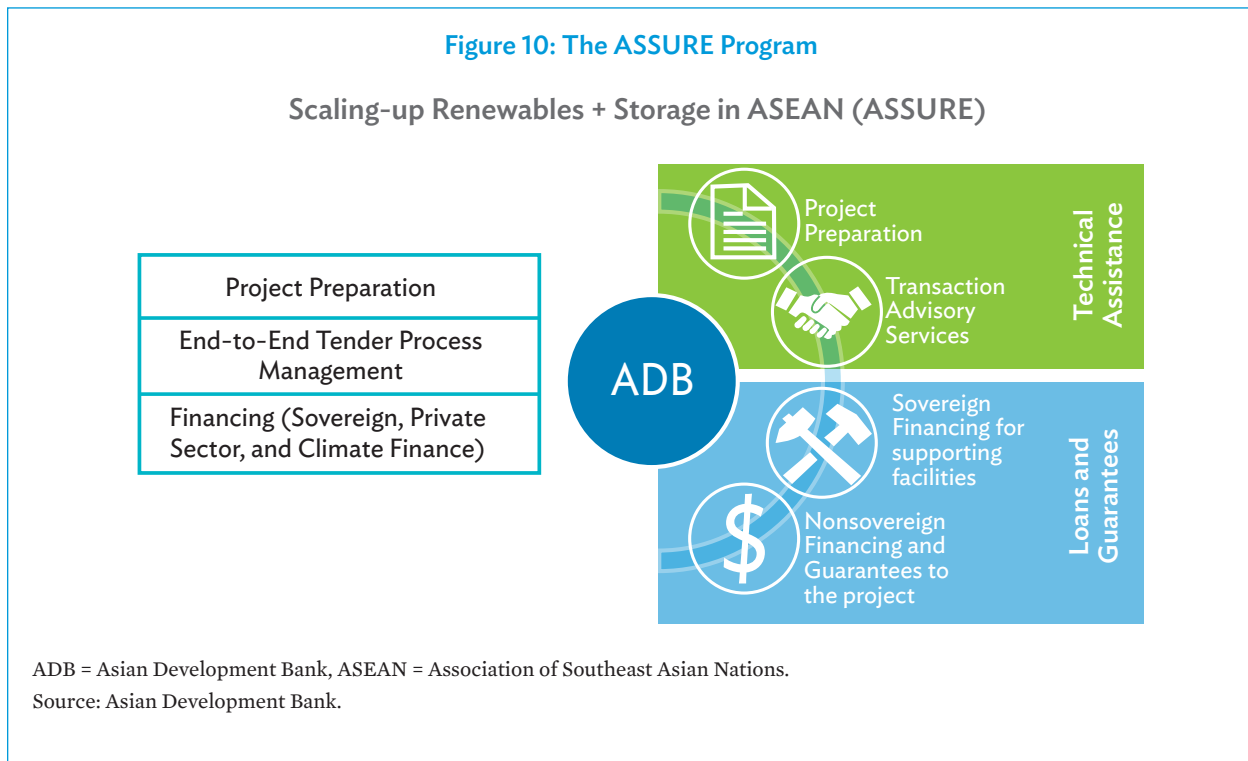 Figure 10: The ASSURE Program
Scaling-up Renewables + Storage in ASEAN (ASSURE)
Project Preparation
End-to-End Tender Process
Management
Financing (Sovereign, Private
Sector, and Climate Finance)
ADB
Project
Preparation
Transaction
Advisory
Services
Technical
Assistance
Sovereign
Financing for
supporting
facilities
$
Nonsovereign
Financing and
Guarantees to
the project
Loans and
Guarantees
ADB = Asian Development Bank, ASEAN = Association of Southeast Asian Nations.
Source: Asian Development Bank.